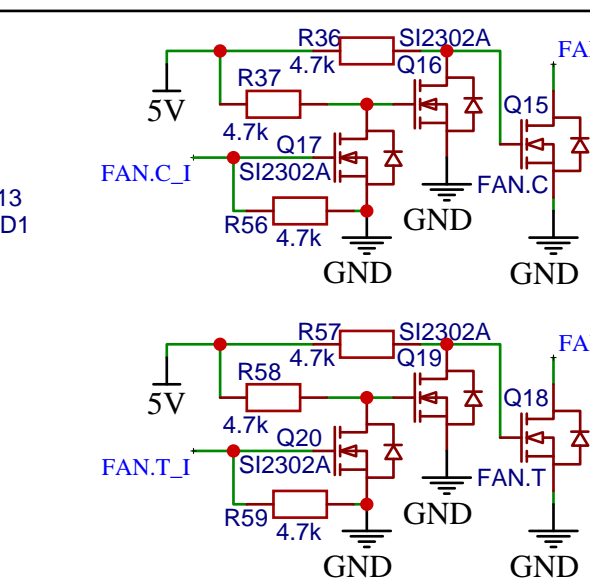 R36
SI2302A
FA
4.7k
Q16
R37
Q15
5V
4.7k
Q17
FAN.C_I
SI2302A
FAN.C
13
D1
R56
4.7k
GND
GND
GND
R57
SI2302A
FA
4.7k
Q19
R58
Q18
5V
4.7k
Q20
FAN.T_I
SI2302A
FAN.T
R59
4.7k
GND
GND
GND